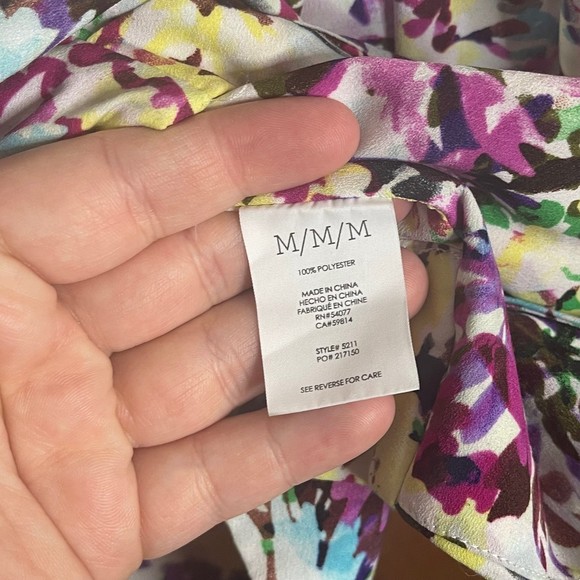 M/M/M
100% POLYESTER
MADE IN CHINA
HECHO EN CHINA
FABRIQUÉ EN CHINE
RN#54077
CA#59814
STYLE# 5211
PO# 217150
SEE REVERSE FOR CARE